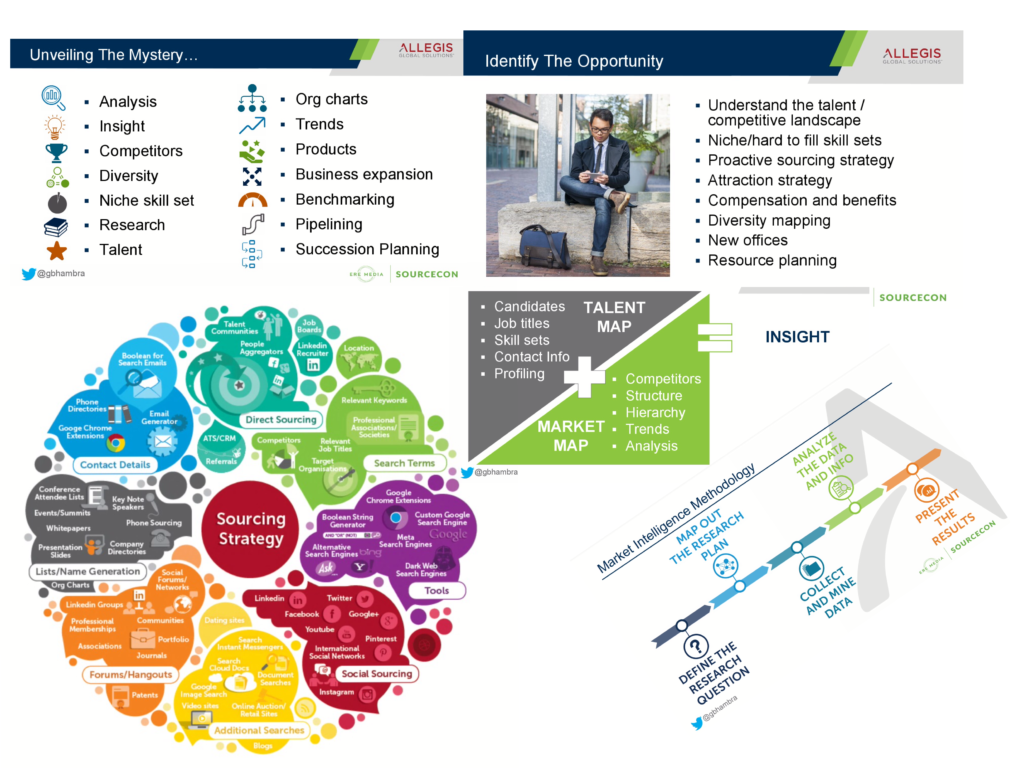 Unveiling The Mystery...
ALLEGIS
GLOBAL SOLUTIONS
Analysis
Insight
Competitors
Diversity
Niche skill set
Research
Talent
Org charts
Trends
Products
Business expansion
Benchmarking
Pipelining
Succession Planning
@gbhambra
ERE MEDIA
SOURCECON
Identify The Opportunity
ALLEGIS
GLOBAL SOLUTIONS
Understand the talent /
competitive landscape
Niche/hard to fill skill sets
Proactive sourcing strategy
Attraction strategy
Compensation and benefits
Diversity mapping
New offices
Resource planning
Sourcing
Strategy
Boolean for
Search Emails
Phone
Directories
Email
Generator
Googe Chrome
Extensions
Contact Details
Talent
Communities
Job
Boards
People
Aggregators
Linkedin
Recruiter
in
Direct Sourcing
ATS/CRM
Referrals
Location
Relevant Keywords
Professional
Associations/
Societies
Competitors
Relevant
Job Titles
Target
Organisations
Search Terms
Google
Chrome Extensions
Boolean String
Generator
Custom Google
Search Engine
Google
AND "OR" (NOT)
Meta
Search Engines
Alternative
Search Engines
bing
Ask
Y
Dark Web
Search Engines
Tools
Conference
Attendee Lists
Key Note
Speakers
Events/Summits
Phone Sourcing
Whitepapers
Presentation
Slides
Company
Directories
Lists/Name Generation
Org Charts
Social
Forums/
Networks
in
Linkedin Groups
Professional
Memberships
Communities
Portfolio
Associations
Journals
Forums/Hangouts
Patents
Dating sites
Search
Instant Messengers
Search
Cloud Docs
Document
Searches
Google
Image Search
Video sites
Online Auction/
Retail Sites
Additional Searches
Blogs
Linkedin
in
Twitter
Facebook
f
Google+
Youtube
Pinterest
International
Social Networks
Social Sourcing
Instagram
Candidates
Job titles
Skill sets
Contact Info
Profiling
TALENT
MAP
MARKET
MAP
Competitors
Structure
Hierarchy
Trends
Analysis
INSIGHT
SOURCECON
@gbhambra
Market Intelligence Methodology
?
DEFINE THE
RESEARCH
QUESTION
MAP OUT
THE RESEARCH
PLAN
COLLECT
AND MINE
DATA
ANALYZE
THE DATA
AND INFO
PRESENT
THE
RESULTS
ERE MEDIA
SOURCECON
@gbhambra